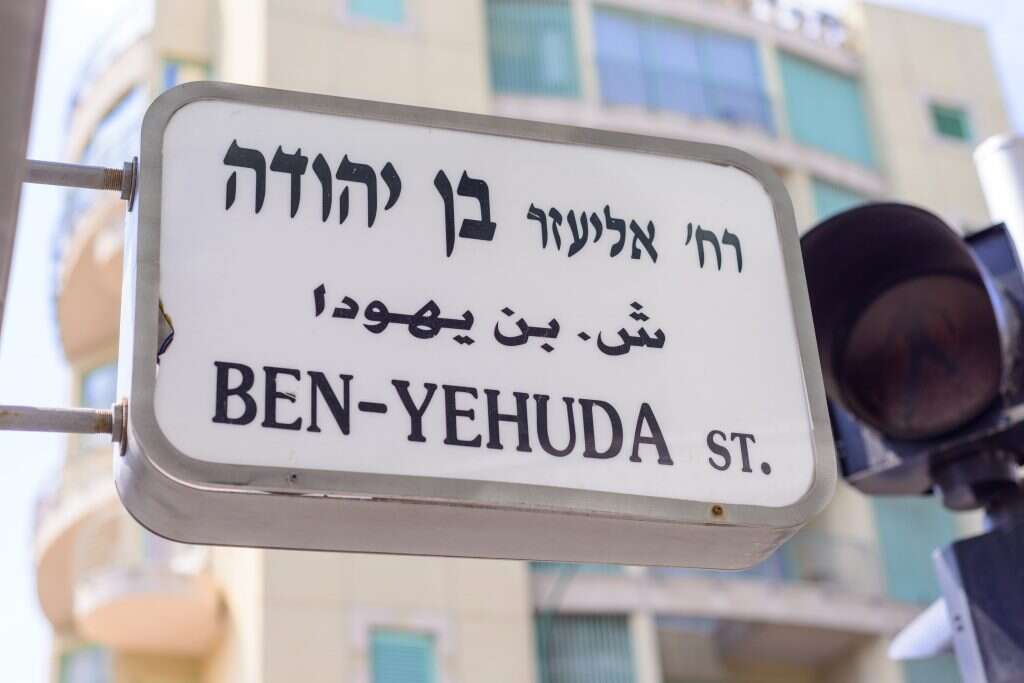 רח' אליעזר בן יהודה
ش. بن يهودا
BEN-YEHUDA ST.